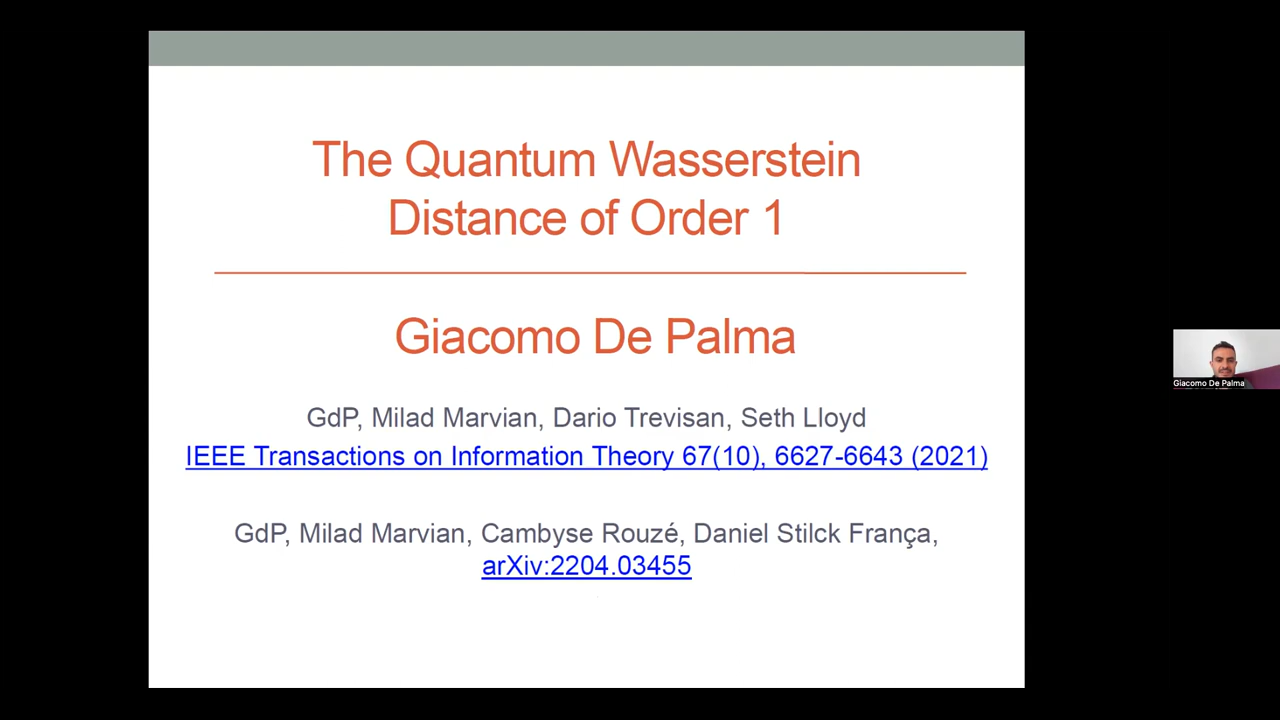 The Quantum Wasserstein
Distance of Order 1
Giacomo De Palma
GdP, Milad Marvian, Dario Trevisan, Seth Lloyd
IEEE Transactions on Information Theory 67(10), 6627-6643 (2021)
GdP, Milad Marvian, Cambyse Rouzé, Daniel Stilck França,
arXiv:2204.03455
Giacomo De Palma